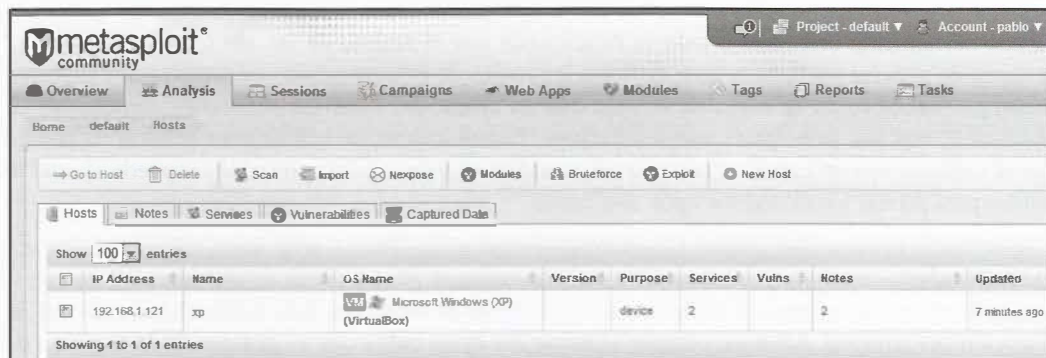 metasploit®
community
Project - default ▼ Account - pablo ▼
Overview Analysis Sessions Campaigns Web Apps Modules Tags Reports Tasks
Home default Hosts
Go to Host Delete Scan Import Nexpose Modules Bruteforce Exploit New Host
Hosts Notes Services Vulnerabilities Captured Data
Show 100 entries
IP Address Name OS Name Version Purpose Services Vulns Notes Updated
192.168.1.121 xp VM Microsoft Windows (XP) device 2 2 7 minutes ago
(VirtualBox)
Showing 1 to 1 of 1 entries